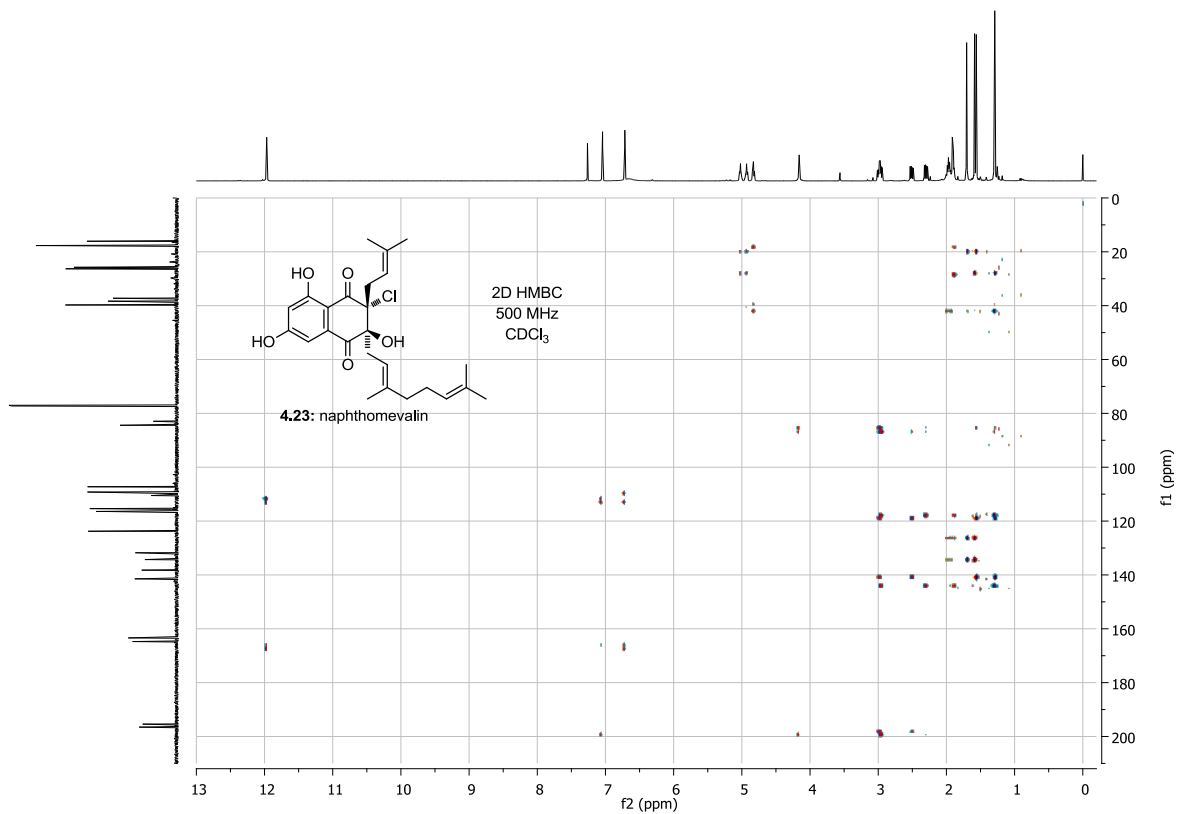 HO
O
Cl
HO
O
OH
4.23: naphthomevalin
2D HMBC
500 MHz
CDCl3
0
20
40
60
80
100
120
140
160
180
200
f1 (ppm)
13 12 11 10 9 8 7 6 5 4 3 2 1 0
f2 (ppm)